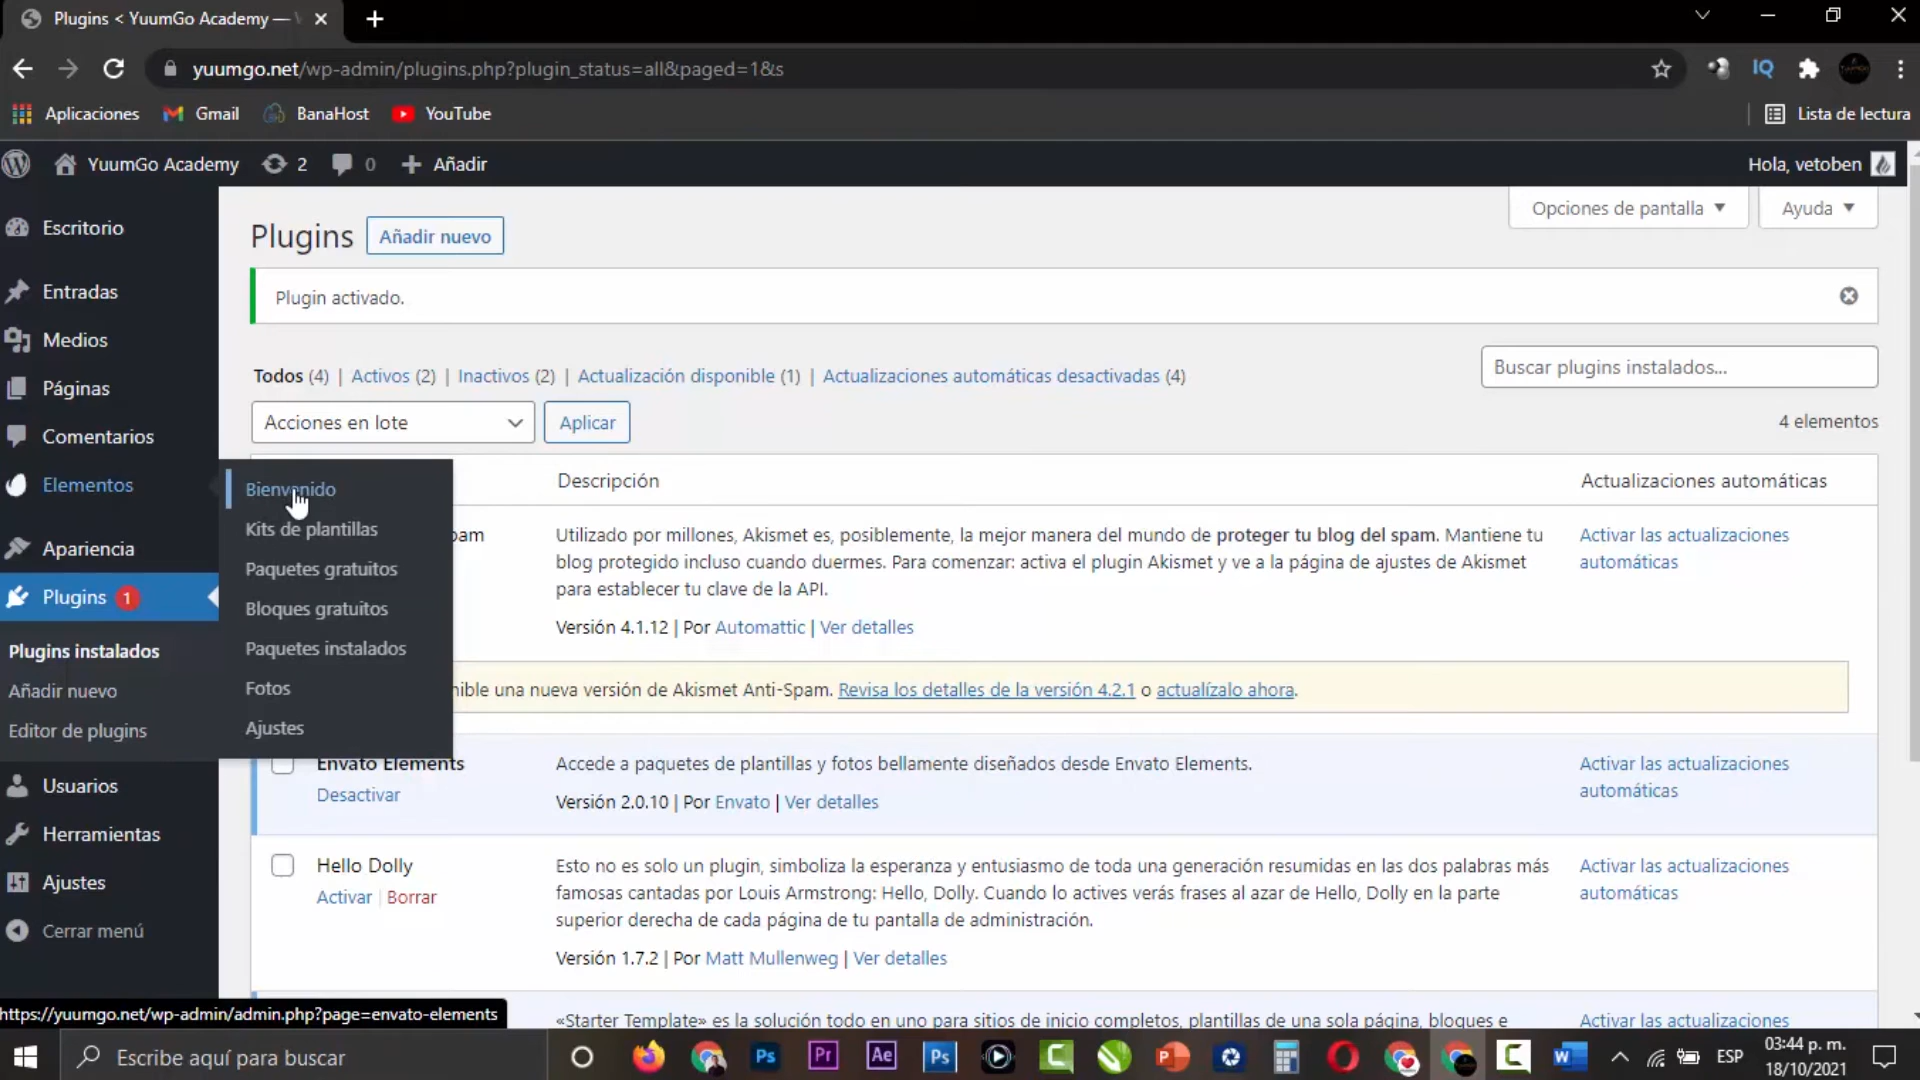 Plugins < YuumGo Academy —
yuumgo.net/wp-admin/plugins.php?plugin_status=all&paged=1&s
IQ
Aplicaciones
Gmail
BanaHost
YouTube
Lista de lectura
YuumGo Academy
2
0
Añadir
Hola, vetoben
Escritorio
Entradas
Medios
Páginas
Comentarios
Elementos
Apariencia
Plugins 1
Plugins instalados
Añadir nuevo
Editor de plugins
Usuarios
Herramientas
Ajustes
Cerrar menú
Bienvenido
Kits de plantillas
Paquetes gratuitos
Bloques gratuitos
Paquetes instalados
Fotos
Ajustes
Opciones de pantalla
Ayuda
Plugins
Añadir nuevo
Plugin activado.
Todos (4) | Activos (2) | Inactivos (2) | Actualización disponible (1) | Actualizaciones automáticas desactivadas (4)
Buscar plugins instalados...
Acciones en lote
Aplicar
4 elementos
Descripción
Actualizaciones automáticas
Utilizado por millones, Akismet es, posiblemente, la mejor manera del mundo de proteger tu blog del spam. Mantiene tu
blog protegido incluso cuando duermes. Para comenzar: activa el plugin Akismet y ve a la página de ajustes de Akismet
para establecer tu clave de la API.
Versión 4.1.12 | Por Automattic | Ver detalles
Activar las actualizaciones
automáticas
una nueva versión de Akismet Anti-Spam. Revisa los detalles de la versión 4.2.1 o actualízalo ahora.
Envato Elements
Desactivar
Accede a paquetes de plantillas y fotos bellamente diseñados desde Envato Elements.
Versión 2.0.10 | Por Envato | Ver detalles
Activar las actualizaciones
automáticas
Hello Dolly
Activar | Borrar
Esto no es solo un plugin, simboliza la esperanza y entusiasmo de toda una generación resumidas en las dos palabras más
famosas cantadas por Louis Armstrong: Hello, Dolly. Cuando lo actives verás frases al azar de Hello, Dolly en la parte
superior derecha de cada página de tu pantalla de administración.
Versión 1.7.2 | Por Matt Mullenweg | Ver detalles
Activar las actualizaciones
automáticas
«Starter Template» es la solución todo en uno para sitios de inicio completos, plantillas de una sola página, bloques e
Activar las actualizaciones
https://yuumgo.net/wp-admin/admin.php?page=envato-elements
Escribe aquí para buscar
Ps
Pr
Ae
Ps
ESP
03:44 p. m.
18/10/2021